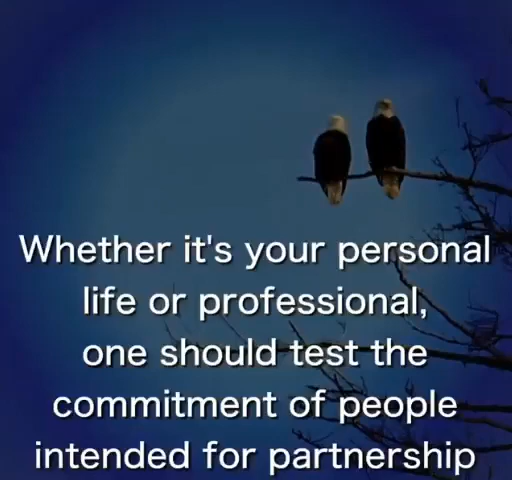 Whether it's your personal
life or professional,
one should test the
commitment of people
intended for partnership